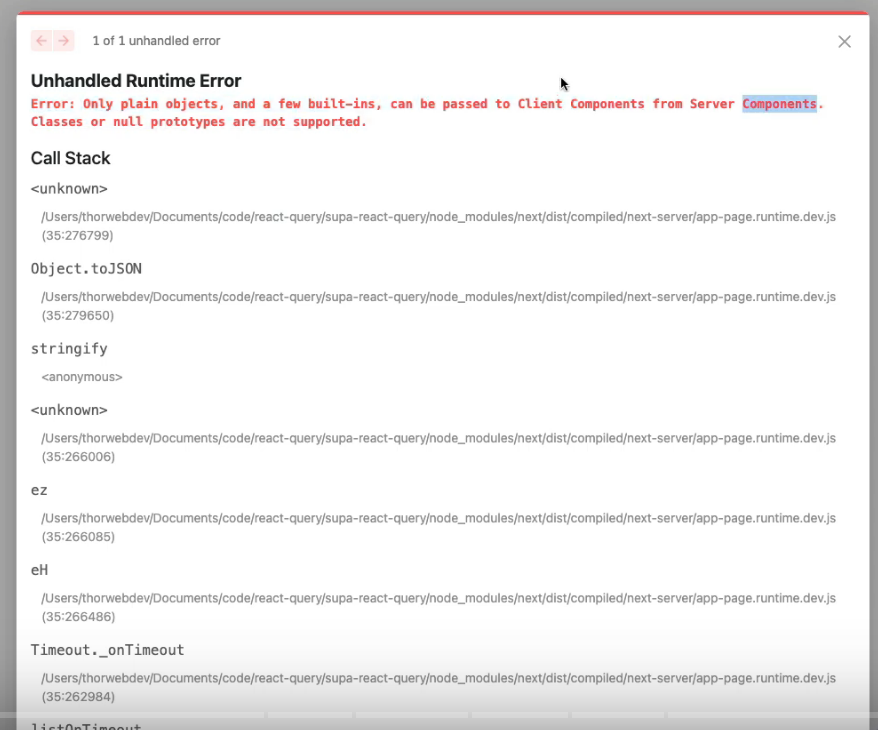 1 of 1 unhandled error
Unhandled Runtime Error
Error: Only plain objects, and a few built-ins, can be passed to Client Components from Server Components.
Classes or null prototypes are not supported.
Call Stack
<unknown>
/Users/thorwebdev/Documents/code/react-query/supa-react-query/node_modules/next/dist/compiled/next-server/app-page.runtime.dev.js
(35:276799)
Object.toJSON
/Users/thorwebdev/Documents/code/react-query/supa-react-query/node_modules/next/dist/compiled/next-server/app-page.runtime.dev.js
(35:279650)
stringify
<anonymous>
<unknown>
/Users/thorwebdev/Documents/code/react-query/supa-react-query/node_modules/next/dist/compiled/next-server/app-page.runtime.dev.js
(35:266006)
ez
/Users/thorwebdev/Documents/code/react-query/supa-react-query/node_modules/next/dist/compiled/next-server/app-page.runtime.dev.js
(35:266085)
eH
/Users/thorwebdev/Documents/code/react-query/supa-react-query/node_modules/next/dist/compiled/next-server/app-page.runtime.dev.js
(35:266486)
Timeout._onTimeout
/Users/thorwebdev/Documents/code/react-query/supa-react-query/node_modules/next/dist/compiled/next-server/app-page.runtime.dev.js
(35:262984)
listOnTimeout